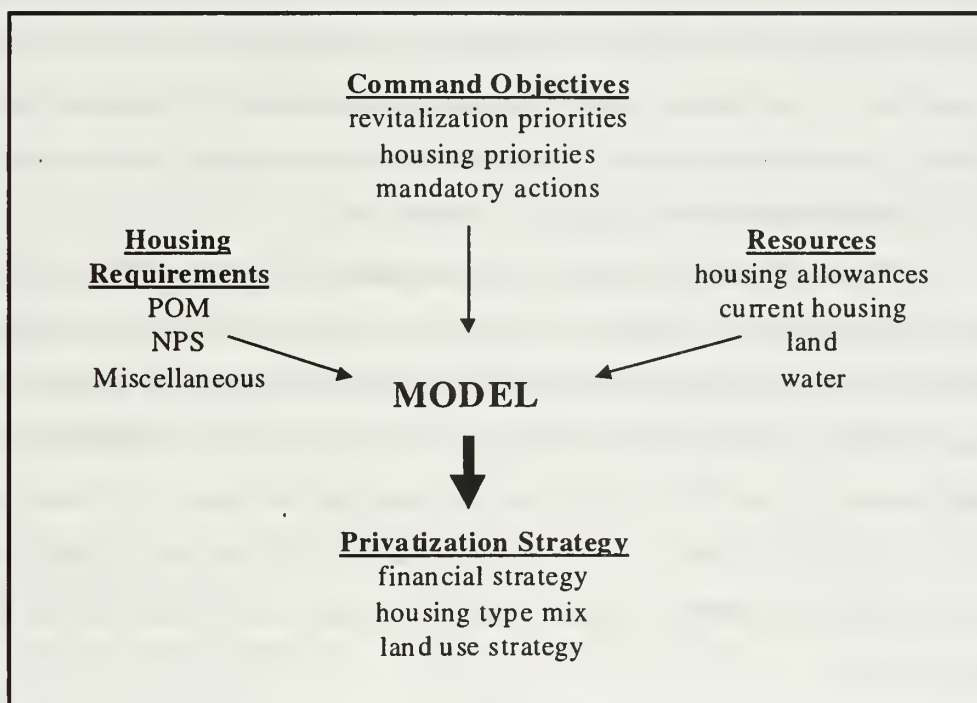 Command Objectives
revitalization priorities
housing priorities
mandatory actions
Housing
Requirements
POM
NPS
Miscellaneous
Resources
housing allowances
current housing
land
water
MODEL
Privatization Strategy
financial strategy
housing type mix
land use strategy